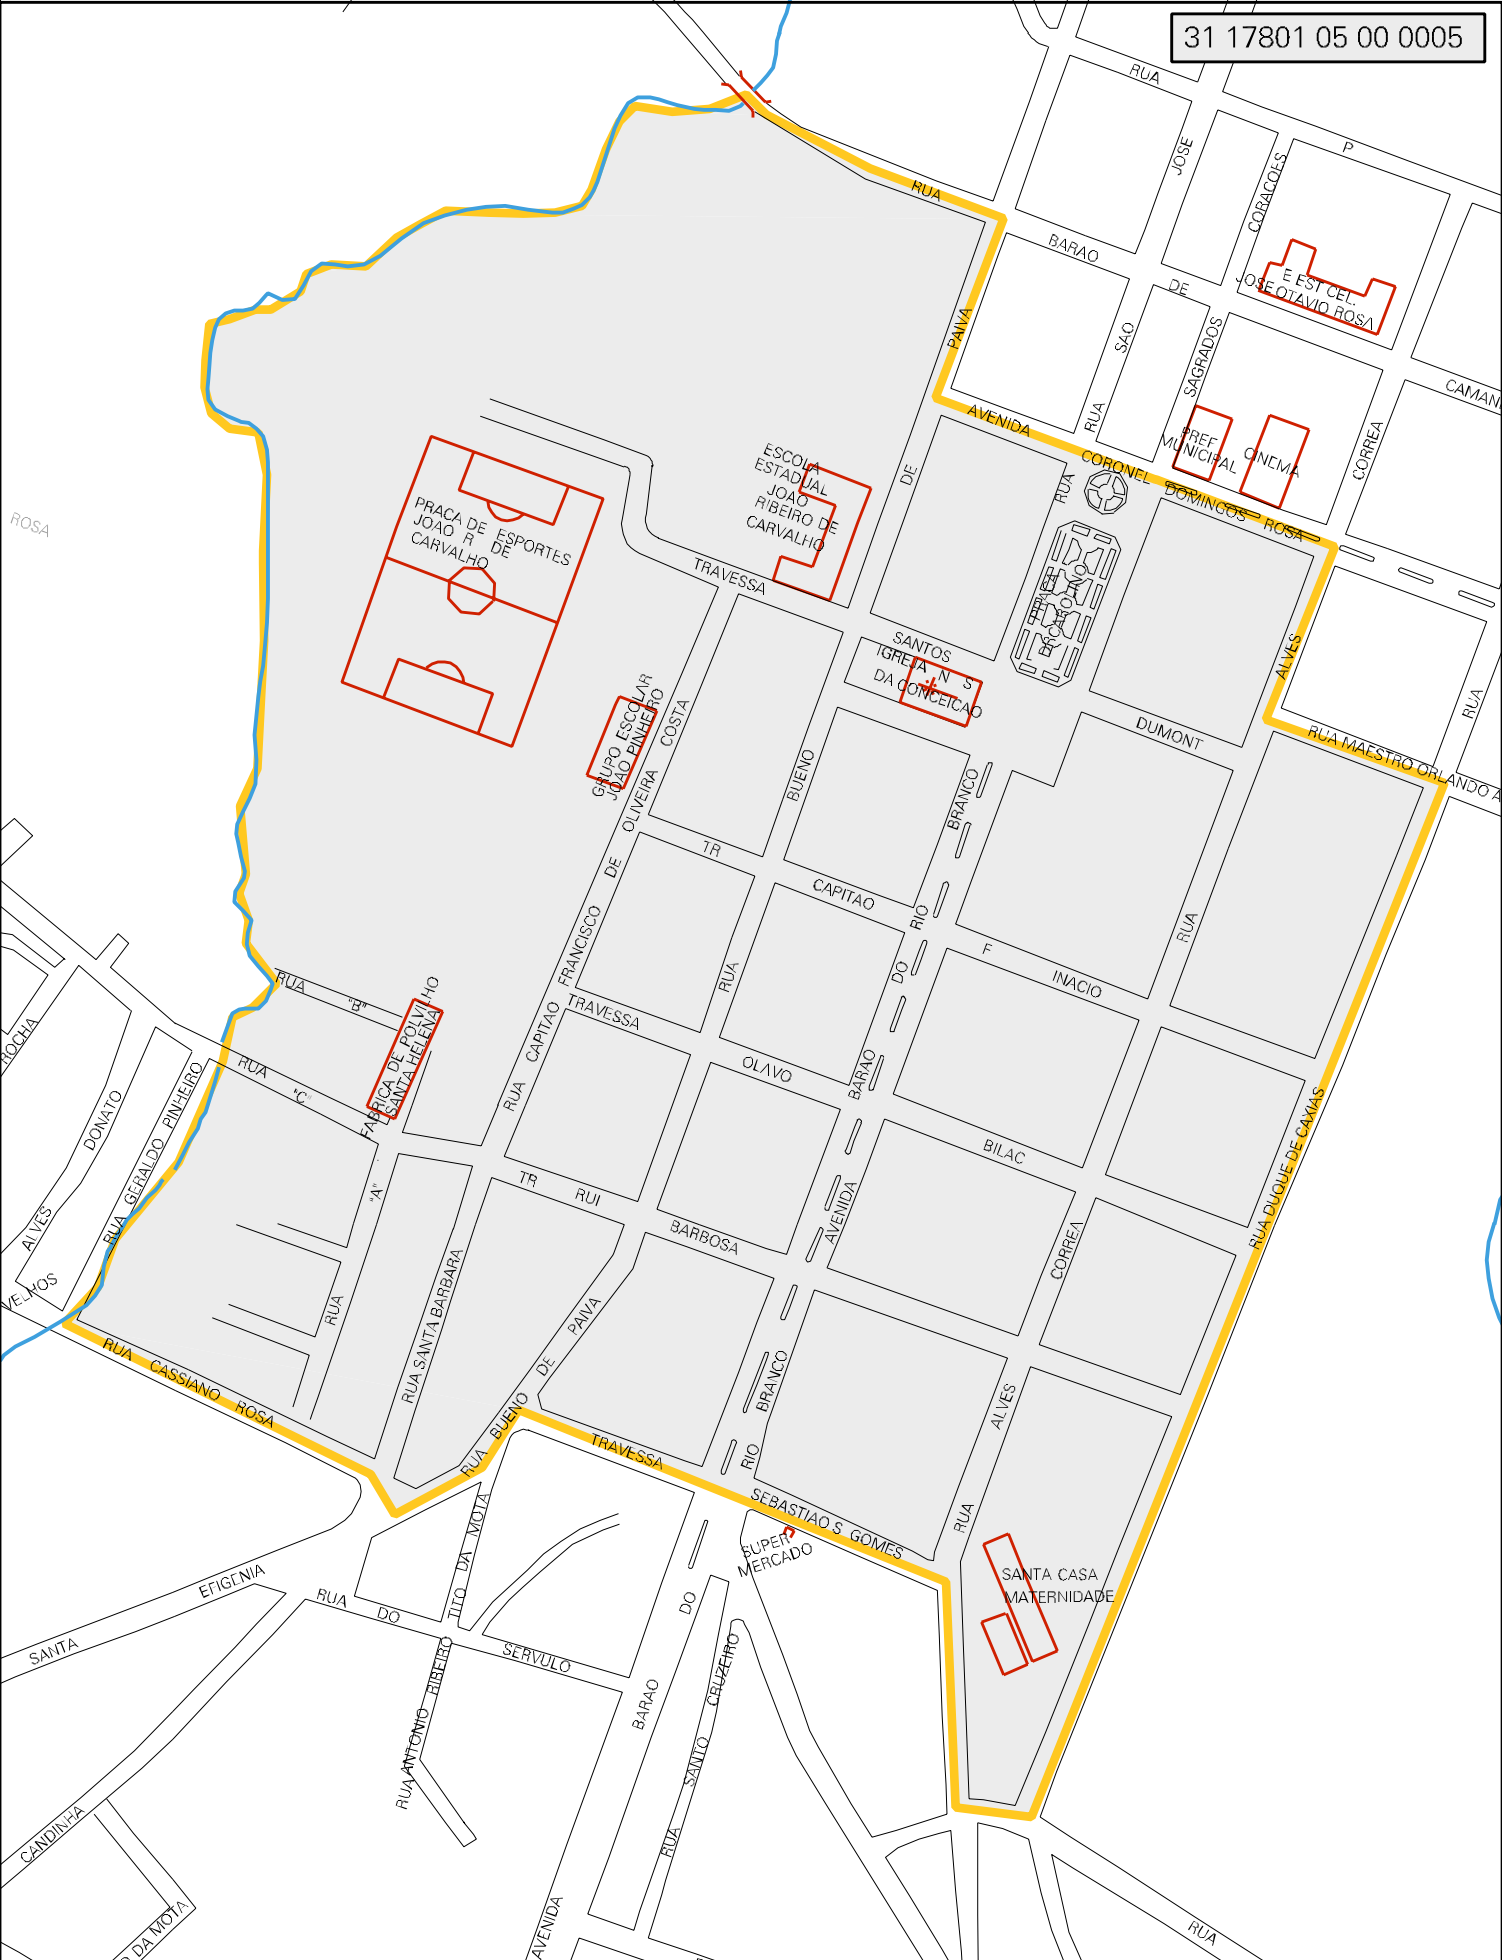 31 17801 05 00 0005
RUA
P
JOSE
CORACOES
RUA
BARAO
DE
E EST CEL.
JOSE OTAVIO ROSA
PAIVA
SAO
SAGRADOS
CAMAN
RUA
AVENIDA
CORONEL
DOMINGOS
ROSA
PREF
MUNICIPAL
CINEMA
CORREA
ROSA
ESCOLA
ESTADUAL
JOAO
RIBEIRO DE
CARVALHO
DE
RUA
PRACA DE ESPORTES
JOAO R DE
CARVALHO
TRAVESSA
SANTOS
DUMONT
PRACA
DR CAROLINO
IGREJA N S
DA CONCEICAO
ALVES
RUA
RUA MAESTRO ORLANDO A
GRUPO ESCOLAR
JOAO PINHEIRO
COSTA
OLIVEIRA
DE
FRANCISCO
CAPITAO
RUA
BUENO
BRANCO
TR
CAPITAO
F
INACIO
RIO
DO
RUA
RUA
TRAVESSA
OLAVO
BILAC
BARAO
AVENIDA
RUA
"B"
FABRICA DE POLVILHO
SANTA HELENA
RUA
"C"
ROCHA
DONATO
ALVES
RUA GERALDO PINHEIRO
VELHOS
"A"
RUA
RUA SANTA BARBARA
TR
RUI
BARBOSA
CORREA
RUA DUQUE DE CAXIAS
PAIVA
DE
BUENO
RUA
RUA CASSIANO ROSA
BRANCO
RIO
ALVES
RUA
TRAVESSA
SEBASTIAO S GOMES
SUPER
MERCADO
SANTA CASA
MATERNIDADE
TITO DA MOTA
EFIGENIA
SANTA
RUA
DO
SERVULO
RUA ANTONIO RIBEIRO
DO
BARAO
AVENIDA
RUA SANTO CRUZEIRO
CANDINHA
DA MOTA
RUA